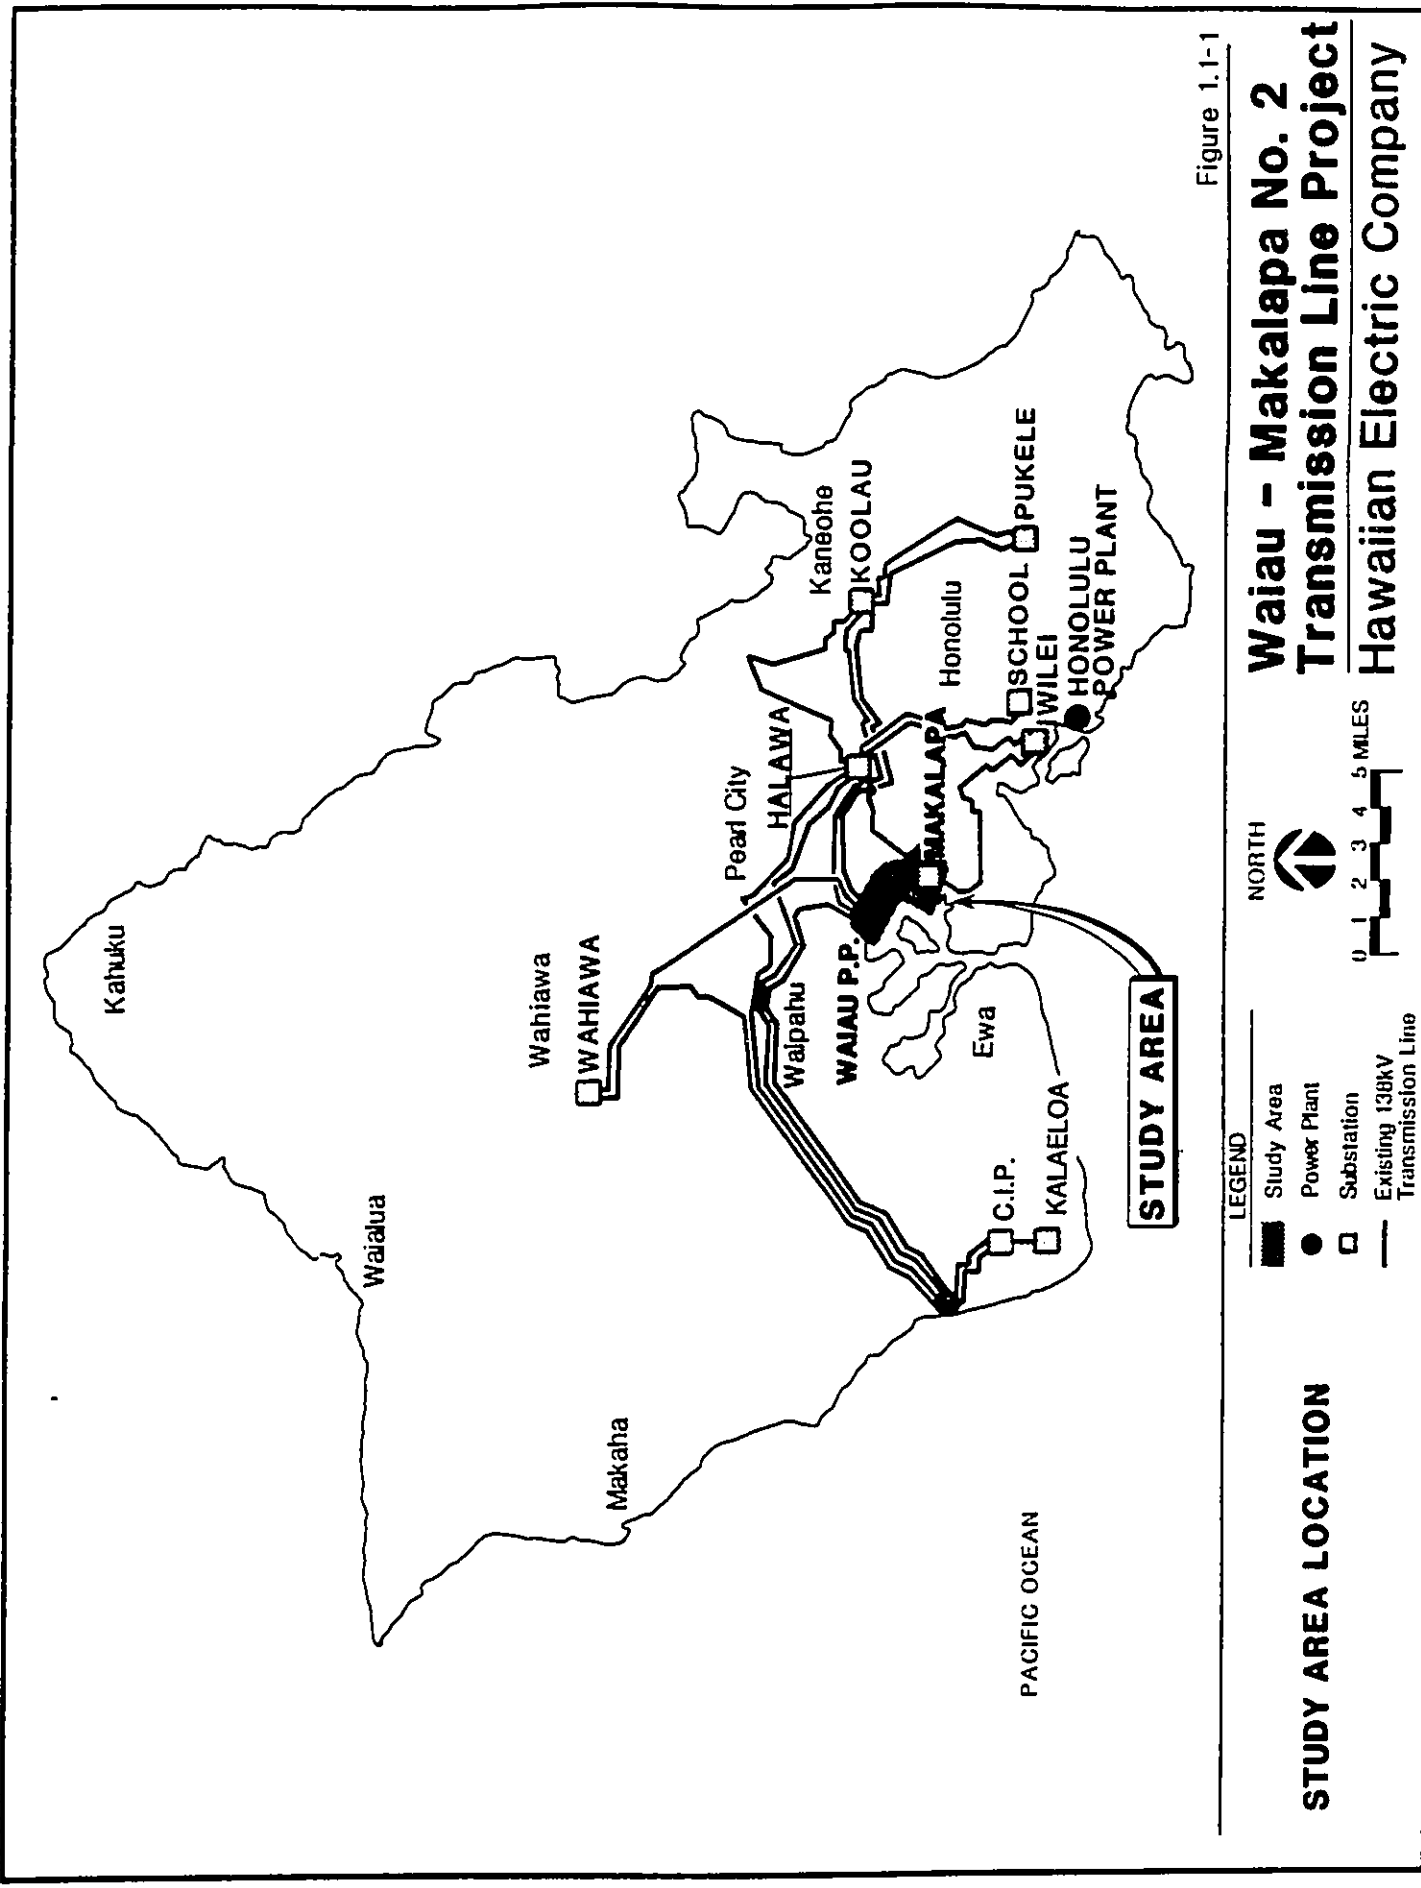 Kahuku
Waialua
Wahiawa
WAHIAWA
Makaha
Kaneohe
KOOLAU
Pearl City
HALAWA
Waipahu
WAIAU P.P.
MAKALAPA
Honolulu
PUKELE
SCHOOL
IWILEI
HONOLULU
POWER PLANT
Ewa
C.I.P.
KALAELOA
PACIFIC OCEAN
STUDY AREA
Figure 1.1-1
STUDY AREA LOCATION
LEGEND
Study Area
Power Plant
Substation
Existing 138kV
Transmission Line
NORTH
0 1 2 3 4 5 MILES
Waiau - Makalapa No. 2
Transmission Line Project
Hawaiian Electric Company